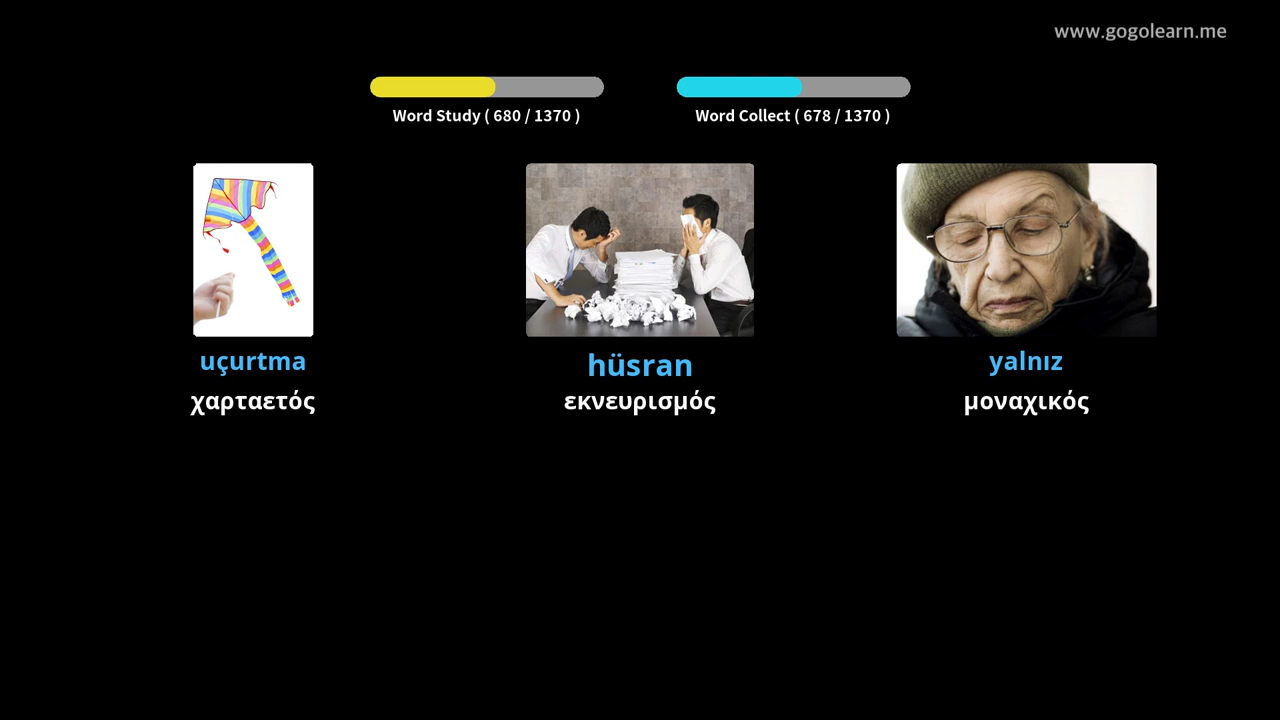 www.gogolearn.me
Word Study ( 680 / 1370 )
Word Collect ( 678 / 1370 )
uçurtma
χαρταετός
hüsran
εκνευρισμός
yalnız
μοναχικός